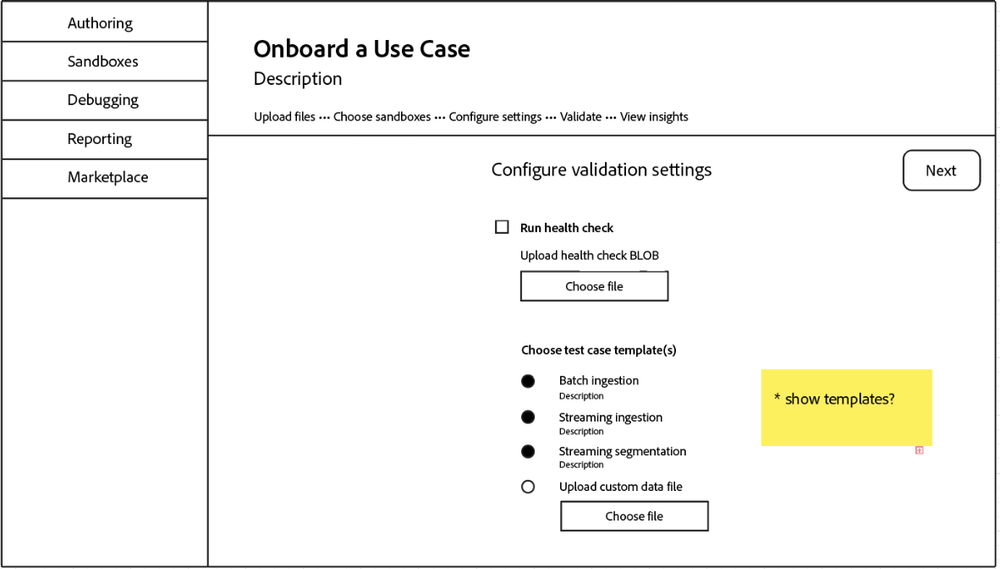 Authoring
Sandboxes
Debugging
Reporting
Marketplace
Onboard a Use Case
Description
Upload files ••• Choose sandboxes ••• Configure settings ••• Validate ••• View insights
Configure validation settings
Next
Run health check
Upload health check BLOB
Choose file
Choose test case template(s)
Batch ingestion
Description
Streaming ingestion
Description
Streaming segmentation
Description
Upload custom data file
Choose file
* show templates?